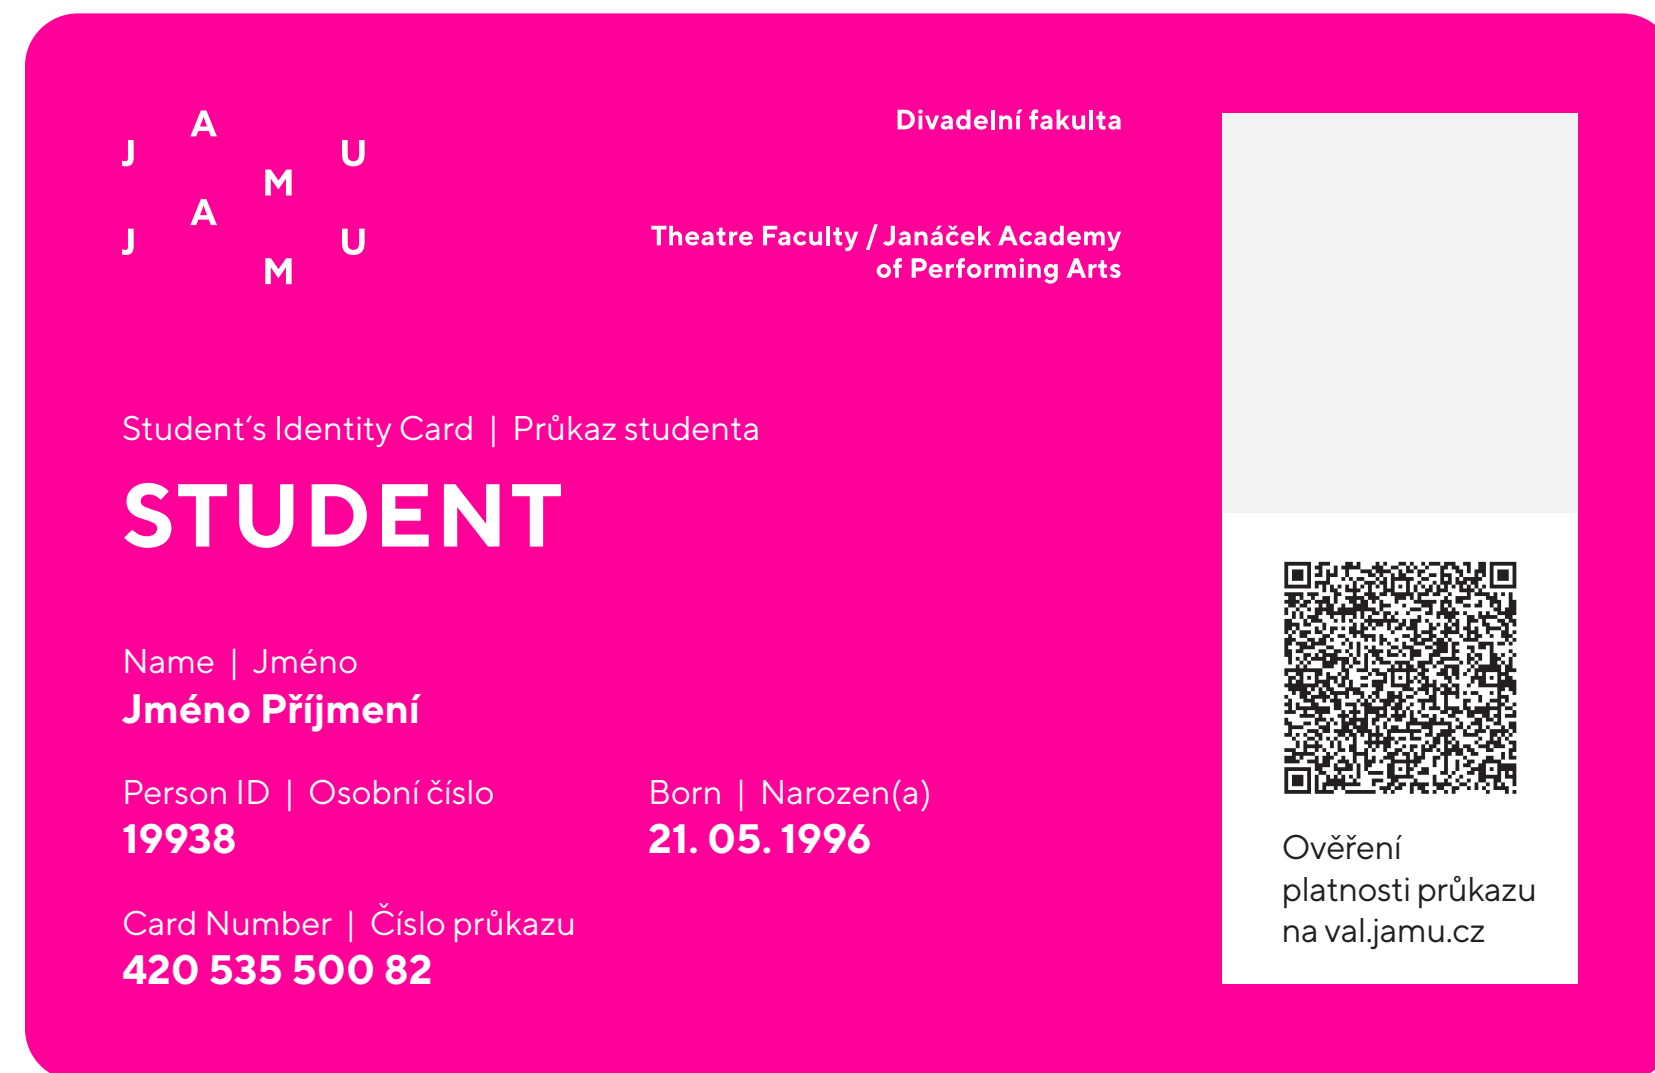 JAMU
JAMU
Divadelní fakulta
Theatre Faculty / Janáček Academy
of Performing Arts
Student‘s Identity Card | Průkaz studenta
STUDENT
Name | Jméno
Jméno Příjmení
Person ID | Osobní číslo
19938
Born | Narozen(a)
21. 05. 1996
Card Number | Číslo průkazu
420 535 500 82
Ověření
platnosti průkazu
na val.jamu.cz